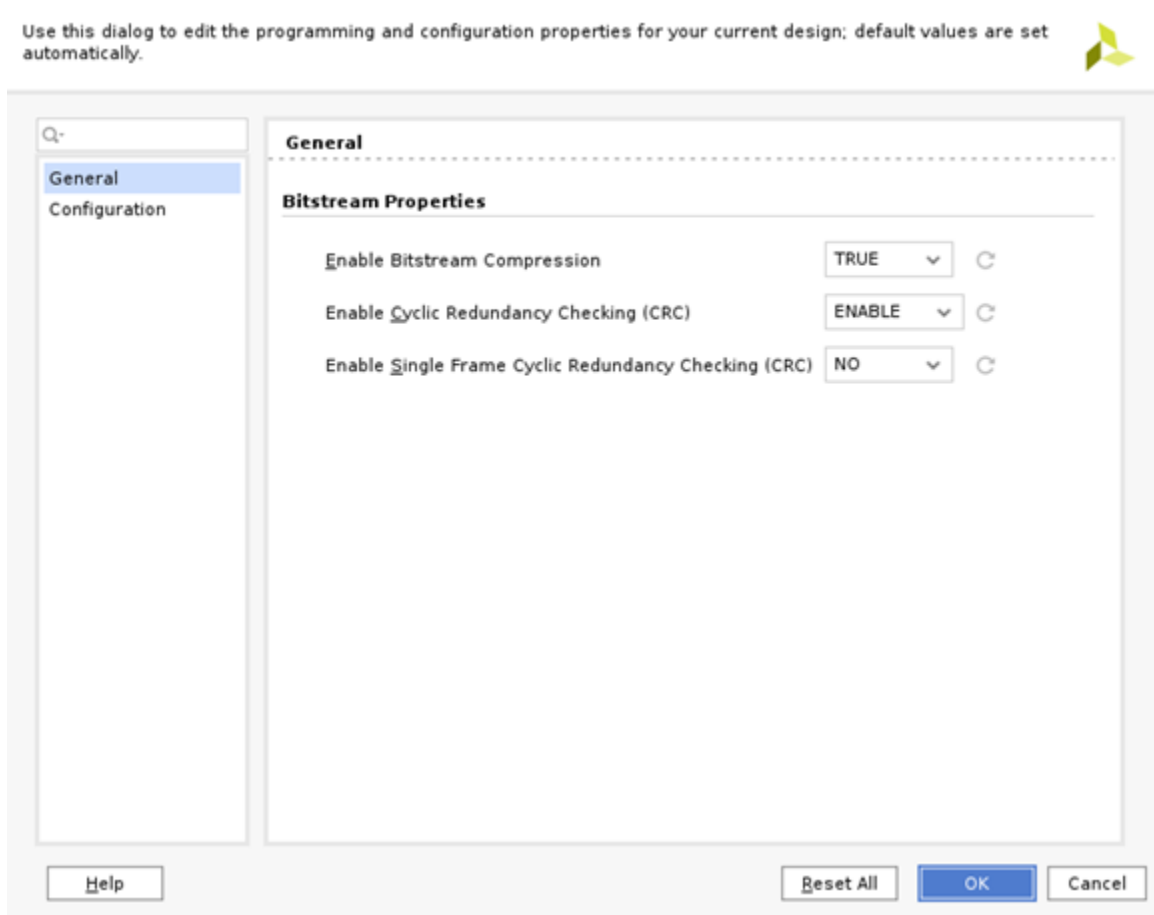 Use this dialog to edit the programming and configuration properties for your current design; default values are set
automatically.
General
Configuration
General
Bitstream Properties
Enable Bitstream Compression TRUE
Enable Cyclic Redundancy Checking (CRC) ENABLE
Enable Single Frame Cyclic Redundancy Checking (CRC) NO
Help Reset All OK Cancel